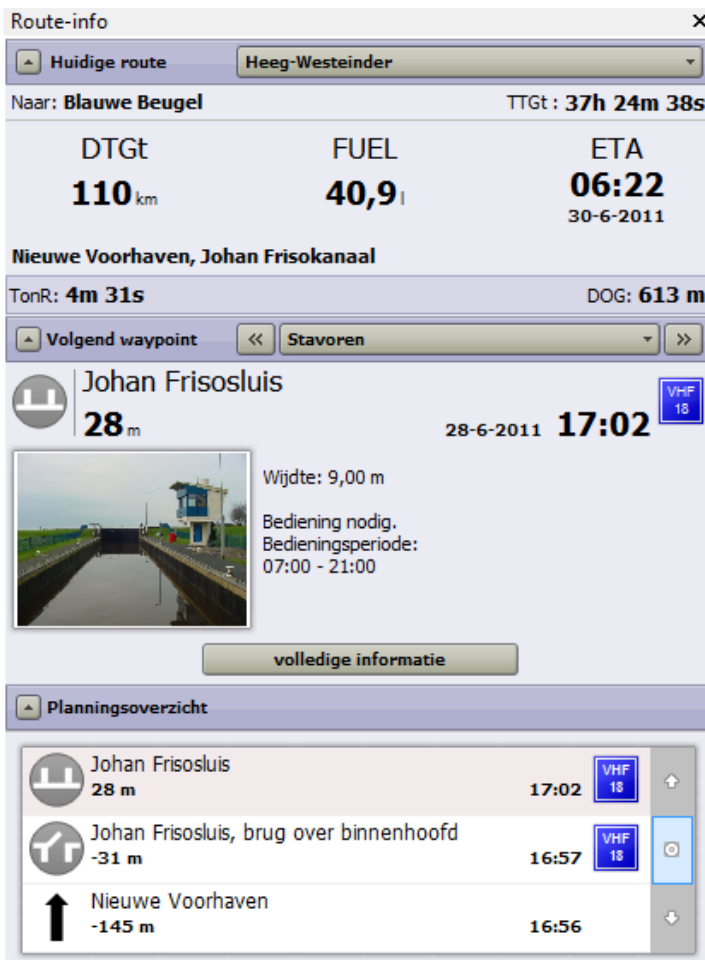 Route-info
Huidige route Heeg-Westeinder
Naar: Blauwe Beugel TTGt : 37h 24m 38s
DTGt FUEL ETA
110 km 40,9 l 06:22
30-6-2011
Nieuwe Voorhaven, Johan Frisokanaal
TonR: 4m 31s DOG: 613 m
Volgend waypoint Stavoren
Johan Frisosluis
28 m 28-6-2011 17:02
VHF
18
Wijdte: 9,00 m
Bediening nodig.
Bedieningsperiode:
07:00 - 21:00
volledige informatie
Planningsoverzicht
Johan Frisosluis
28 m 17:02
VHF
18
Johan Frisosluis, brug over binnenhoofd
-31 m 16:57
VHF
18
Nieuwe Voorhaven
-145 m 16:56